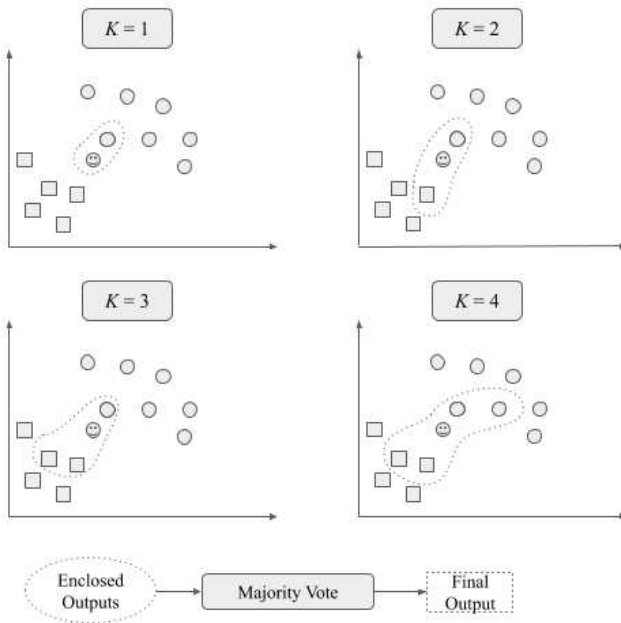 K = 1
K = 2
K = 3
K = 4
Enclosed
Outputs
Majority Vote
Final
Output